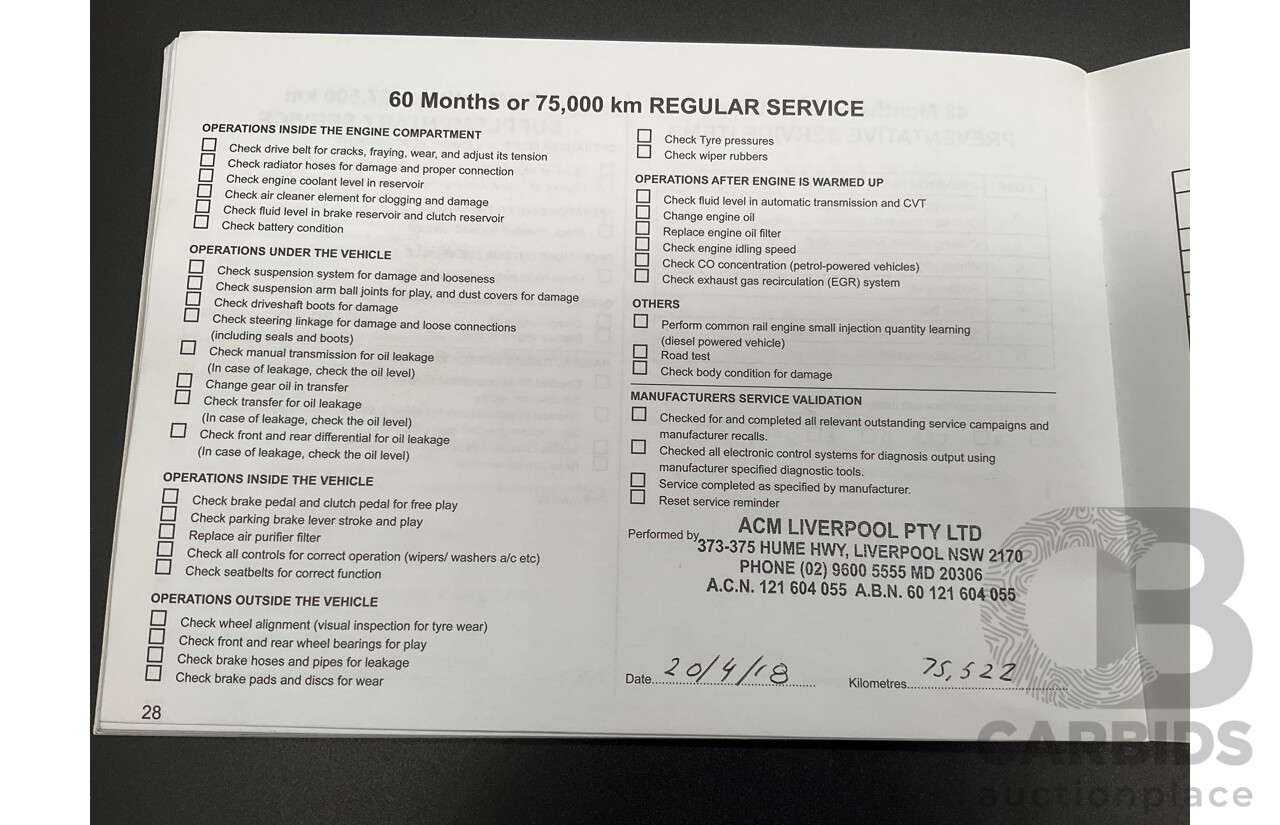 60 Months or 75,000 km REGULAR SERVICE
OPERATIONS INSIDE THE ENGINE COMPARTMENT
Check drive belt for cracks, fraying, wear, and adjust its tension
Check radiator hoses for damage and proper connection
Check engine coolant level in reservoir
Check air cleaner element for clogging and damage
Check fluid level in brake reservoir and clutch reservoir
Check battery condition
OPERATIONS UNDER THE VEHICLE
Check suspension system for damage and looseness
Check suspension arm ball joints for play, and dust covers for damage
Check driveshaft boots for damage
Check steering linkage for damage and loose connections
(including seals and boots)
Check manual transmission for oil leakage
(In case of leakage, check the oil level)
Change gear oil in transfer
Check transfer for oil leakage
(In case of leakage, check the oil level)
Check front and rear differential for oil leakage
(In case of leakage, check the oil level)
OPERATIONS INSIDE THE VEHICLE
Check brake pedal and clutch pedal for free play
Check parking brake lever stroke and play
Replace air purifier filter
Check all controls for correct operation (wipers/ washers a/c etc)
Check seatbelts for correct function
OPERATIONS OUTSIDE THE VEHICLE
Check wheel alignment (visual inspection for tyre wear)
Check front and rear wheel bearings for play
Check brake hoses and pipes for leakage
Check brake pads and discs for wear
28
Check Tyre pressures
Check wiper rubbers
OPERATIONS AFTER ENGINE IS WARMED UP
Check fluid level in automatic transmission and CVT
Change engine oil
Replace engine oil filter
Check engine idling speed
Check CO concentration (petrol-powered vehicles)
Check exhaust gas recirculation (EGR) system
OTHERS
Perform common rail engine small injection quantity learning
(diesel powered vehicle)
Road test
Check body condition for damage
MANUFACTURERS SERVICE VALIDATION
Checked for and completed all relevant outstanding service campaigns and
manufacturer recalls.
Checked all electronic control systems for diagnosis output using
manufacturer specified diagnostic tools.
Service completed as specified by manufacturer.
Reset service reminder
Performed by
ACM LIVERPOOL PTY LTD
373-375 HUME HWY, LIVERPOOL NSW 2170
PHONE (02) 9600 5555 MD 20306
A.C.N. 121 604 055 A.B.N. 60 121 604 055
Date 20/4/18 Kilometres 75,522
CB
CARBIDS
auctionplace